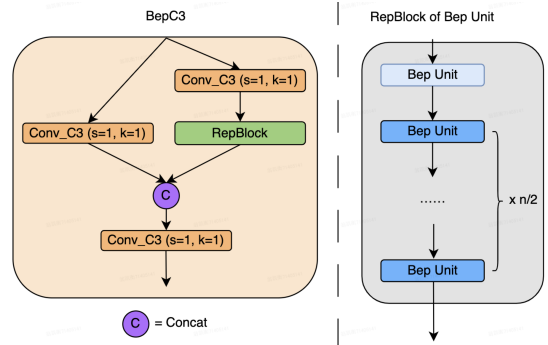 BepC3
Conv_C3 (s=1, k=1)
Conv_C3 (s=1, k=1)
RepBlock
C
Conv_C3 (s=1, k=1)
C = Concat
RepBlock of Bep Unit
Bep Unit
Bep Unit
......
x n/2
Bep Unit